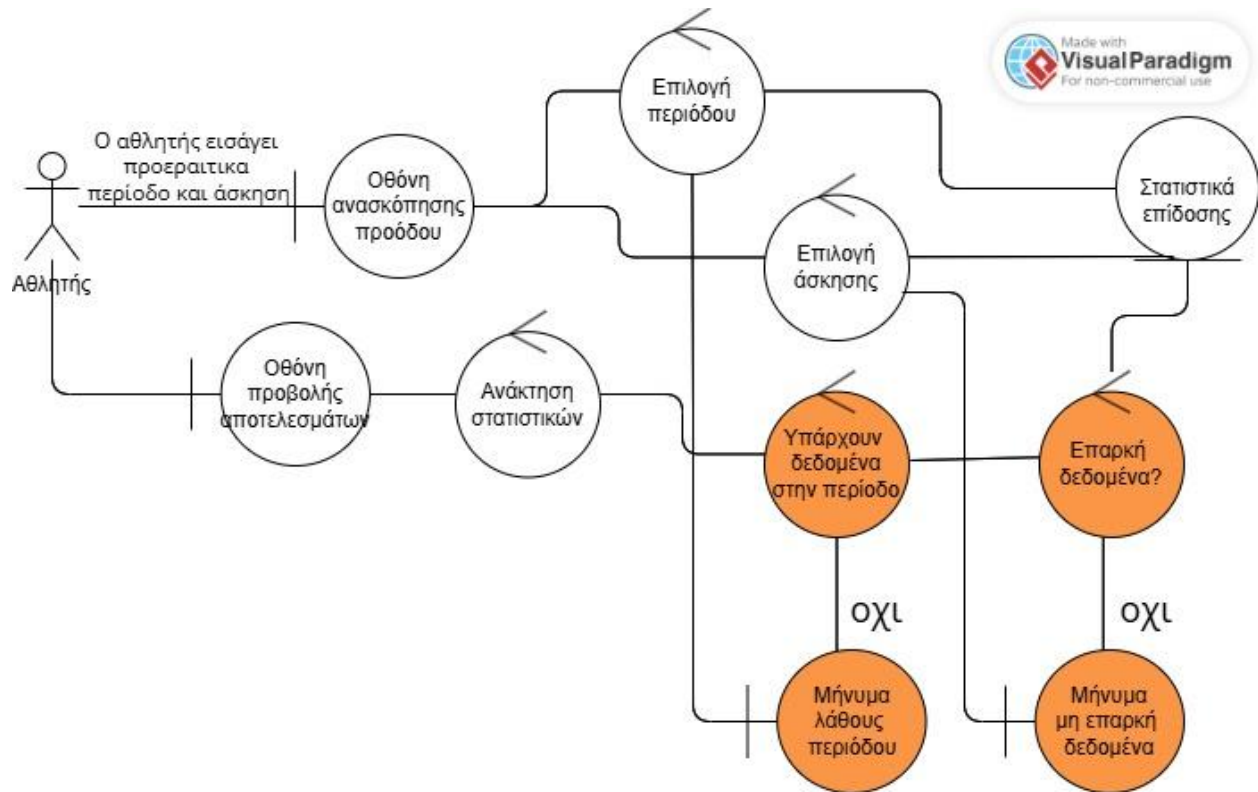 Made with
Visual Paradigm
For non-commercial use
Επιλογή
περιόδου
Ο αθλητής εισάγει
προεραιτικα
περίοδο και άσκηση
Οθόνη
ανασκόπησης
προόδου
Στατιστικά
επίδοσης
Επιλογή
άσκησης
Αθλητής
Οθόνη
προβολής
αποτελεσμάτων
Ανάκτηση
στατιστικών
Υπάρχουν
δεδομένα
στην περίοδο
Επαρκή
δεδομένα?
οχι
οχι
Μήνυμα
λάθους
περιόδου
Μήνυμα
μη επαρκή
δεδομένα